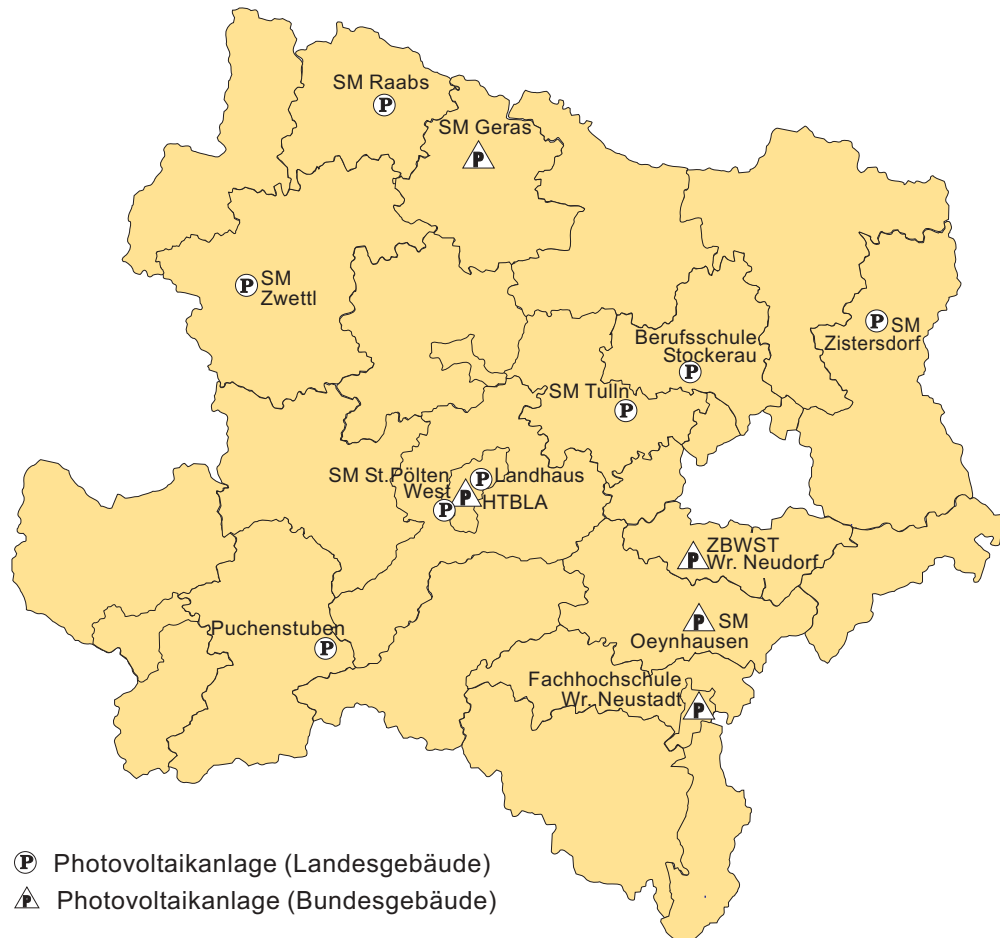 SM Raabs
P
SM Geras
P
P
SM
Zwettl
P
SM
Zistersdorf
Berufsschule
Stockerau
P
SM Tulln
P
SM St.Pölten
West
P
P
Landhaus
P
HTBLA
ZBWST
Wr. Neudorf
P
P
SM
Oeynhausen
Puchenstuben
P
Fachhochschule
Wr. Neustadt
P
P Photovoltaikanlage (Landesgebäude)
P Photovoltaikanlage (Bundesgebäude)